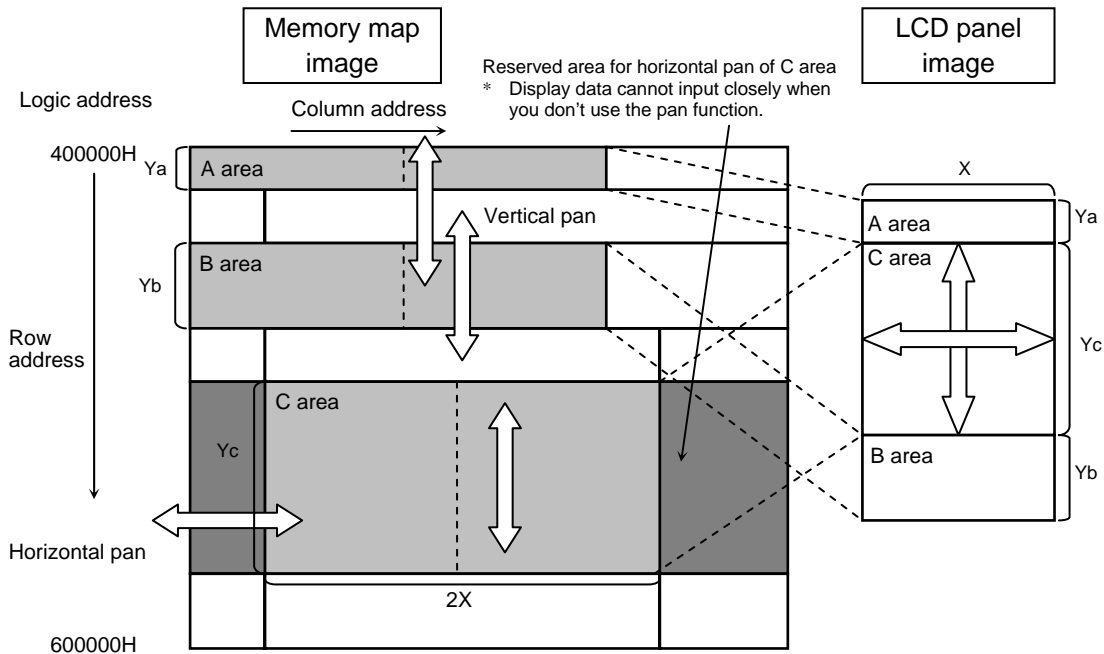 Memory map
image
LCD panel
image
Reserved area for horizontal pan of C area
* Display data cannot input closely when
you don't use the pan function.
Logic address
Column address
400000H
Ya
A area
X
Vertical pan
Ya
A area
B area
C area
Yb
Row
address
Yc
C area
Yc
B area
Yb
Horizontal pan
2X
600000H